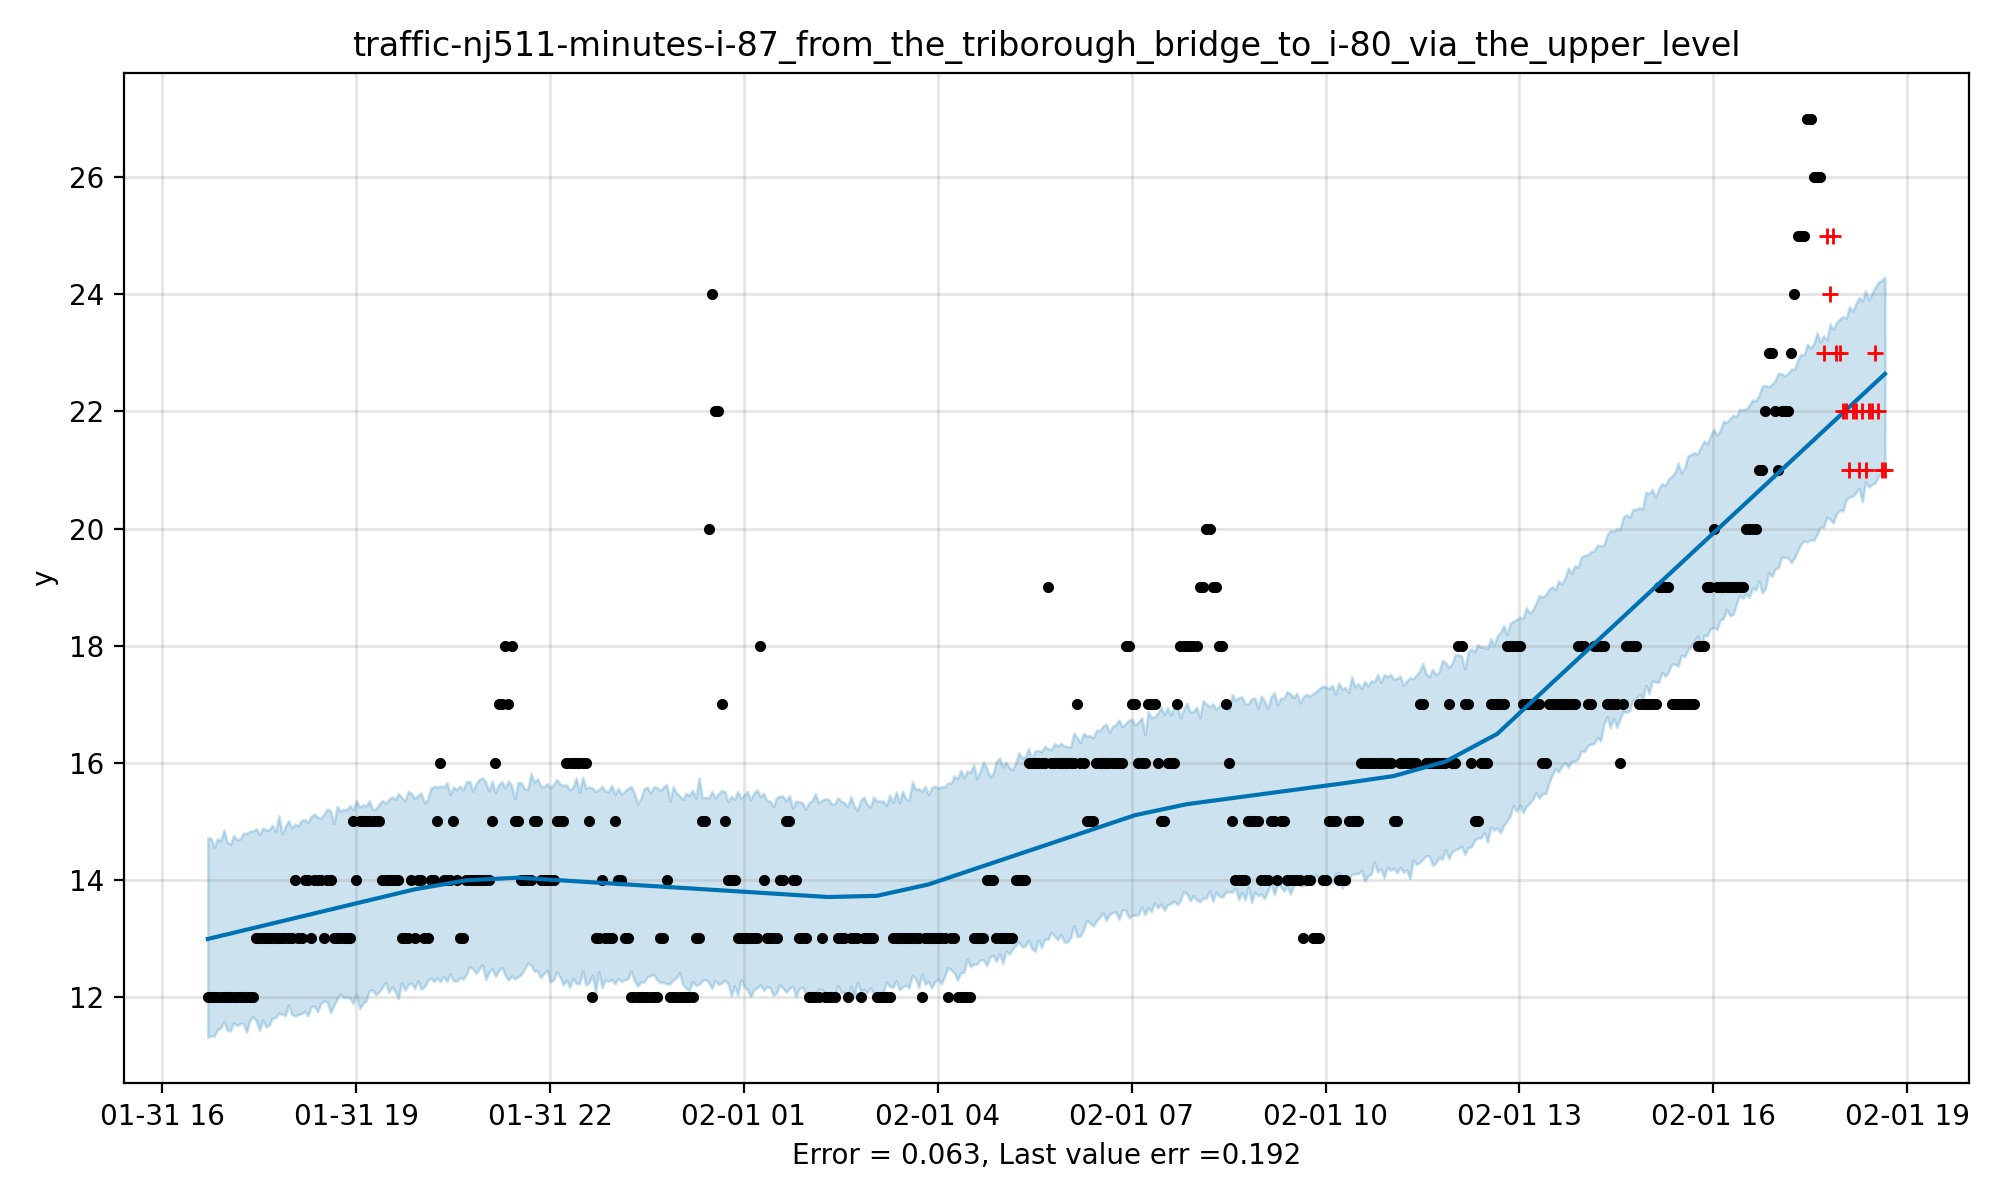 traffic-nj511-minutes-i-87_from_the_triborough_bridge_to_i-80_via_the_upper_level
26
24
22
20
18
16
14
12
y
01-31 16 01-31 19 01-31 22 02-01 01 02-01 04 02-01 07 02-01 10 02-01 13 02-01 16 02-01 19
Error = 0.063, Last value err =0.192